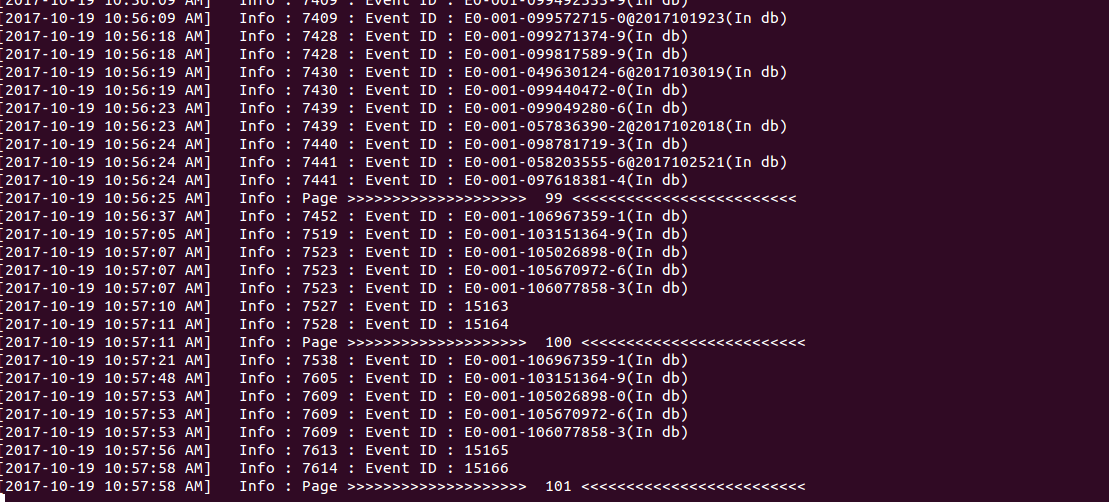 [2017-10-19 10:56:09 AM] Info : 7409 : Event ID : E0-001-099492533-9(In db)
[2017-10-19 10:56:09 AM] Info : 7409 : Event ID : E0-001-099572715-0@2017101923(In db)
[2017-10-19 10:56:18 AM] Info : 7428 : Event ID : E0-001-099271374-9(In db)
[2017-10-19 10:56:18 AM] Info : 7428 : Event ID : E0-001-099817589-9(In db)
[2017-10-19 10:56:19 AM] Info : 7430 : Event ID : E0-001-049630124-6@2017103019(In db)
[2017-10-19 10:56:19 AM] Info : 7430 : Event ID : E0-001-099440472-0(In db)
[2017-10-19 10:56:23 AM] Info : 7439 : Event ID : E0-001-099049280-6(In db)
[2017-10-19 10:56:23 AM] Info : 7439 : Event ID : E0-001-057836390-2@2017102018(In db)
[2017-10-19 10:56:24 AM] Info : 7440 : Event ID : E0-001-098781719-3(In db)
[2017-10-19 10:56:24 AM] Info : 7441 : Event ID : E0-001-058203555-6@2017102521(In db)
[2017-10-19 10:56:24 AM] Info : 7441 : Event ID : E0-001-097618381-4(In db)
[2017-10-19 10:56:25 AM] Info : Page >>>>>>>>>>>>>>>>>>>> 99 <<<<<<<<<<<<<<<<<<<<<<<<<
[2017-10-19 10:56:37 AM] Info : 7452 : Event ID : E0-001-106967359-1(In db)
[2017-10-19 10:57:05 AM] Info : 7519 : Event ID : E0-001-103151364-9(In db)
[2017-10-19 10:57:07 AM] Info : 7523 : Event ID : E0-001-105026898-0(In db)
[2017-10-19 10:57:07 AM] Info : 7523 : Event ID : E0-001-105670972-6(In db)
[2017-10-19 10:57:07 AM] Info : 7523 : Event ID : E0-001-106077858-3(In db)
[2017-10-19 10:57:10 AM] Info : 7527 : Event ID : 15163
[2017-10-19 10:57:11 AM] Info : 7528 : Event ID : 15164
[2017-10-19 10:57:11 AM] Info : Page >>>>>>>>>>>>>>>>>>>> 100 <<<<<<<<<<<<<<<<<<<<<<<<<
[2017-10-19 10:57:21 AM] Info : 7538 : Event ID : E0-001-106967359-1(In db)
[2017-10-19 10:57:48 AM] Info : 7605 : Event ID : E0-001-103151364-9(In db)
[2017-10-19 10:57:53 AM] Info : 7609 : Event ID : E0-001-105026898-0(In db)
[2017-10-19 10:57:53 AM] Info : 7609 : Event ID : E0-001-105670972-6(In db)
[2017-10-19 10:57:53 AM] Info : 7609 : Event ID : E0-001-106077858-3(In db)
[2017-10-19 10:57:56 AM] Info : 7613 : Event ID : 15165
[2017-10-19 10:57:58 AM] Info : 7614 : Event ID : 15166
[2017-10-19 10:57:58 AM] Info : Page >>>>>>>>>>>>>>>>>>>> 101 <<<<<<<<<<<<<<<<<<<<<<<<<